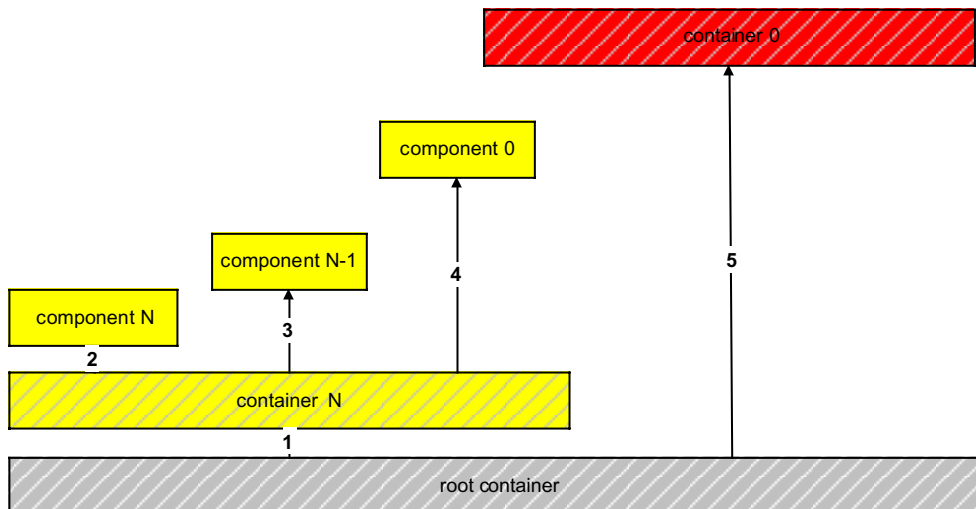 container 0
component 0
component N-1
4
5
component N
3
2
container N
1
root container